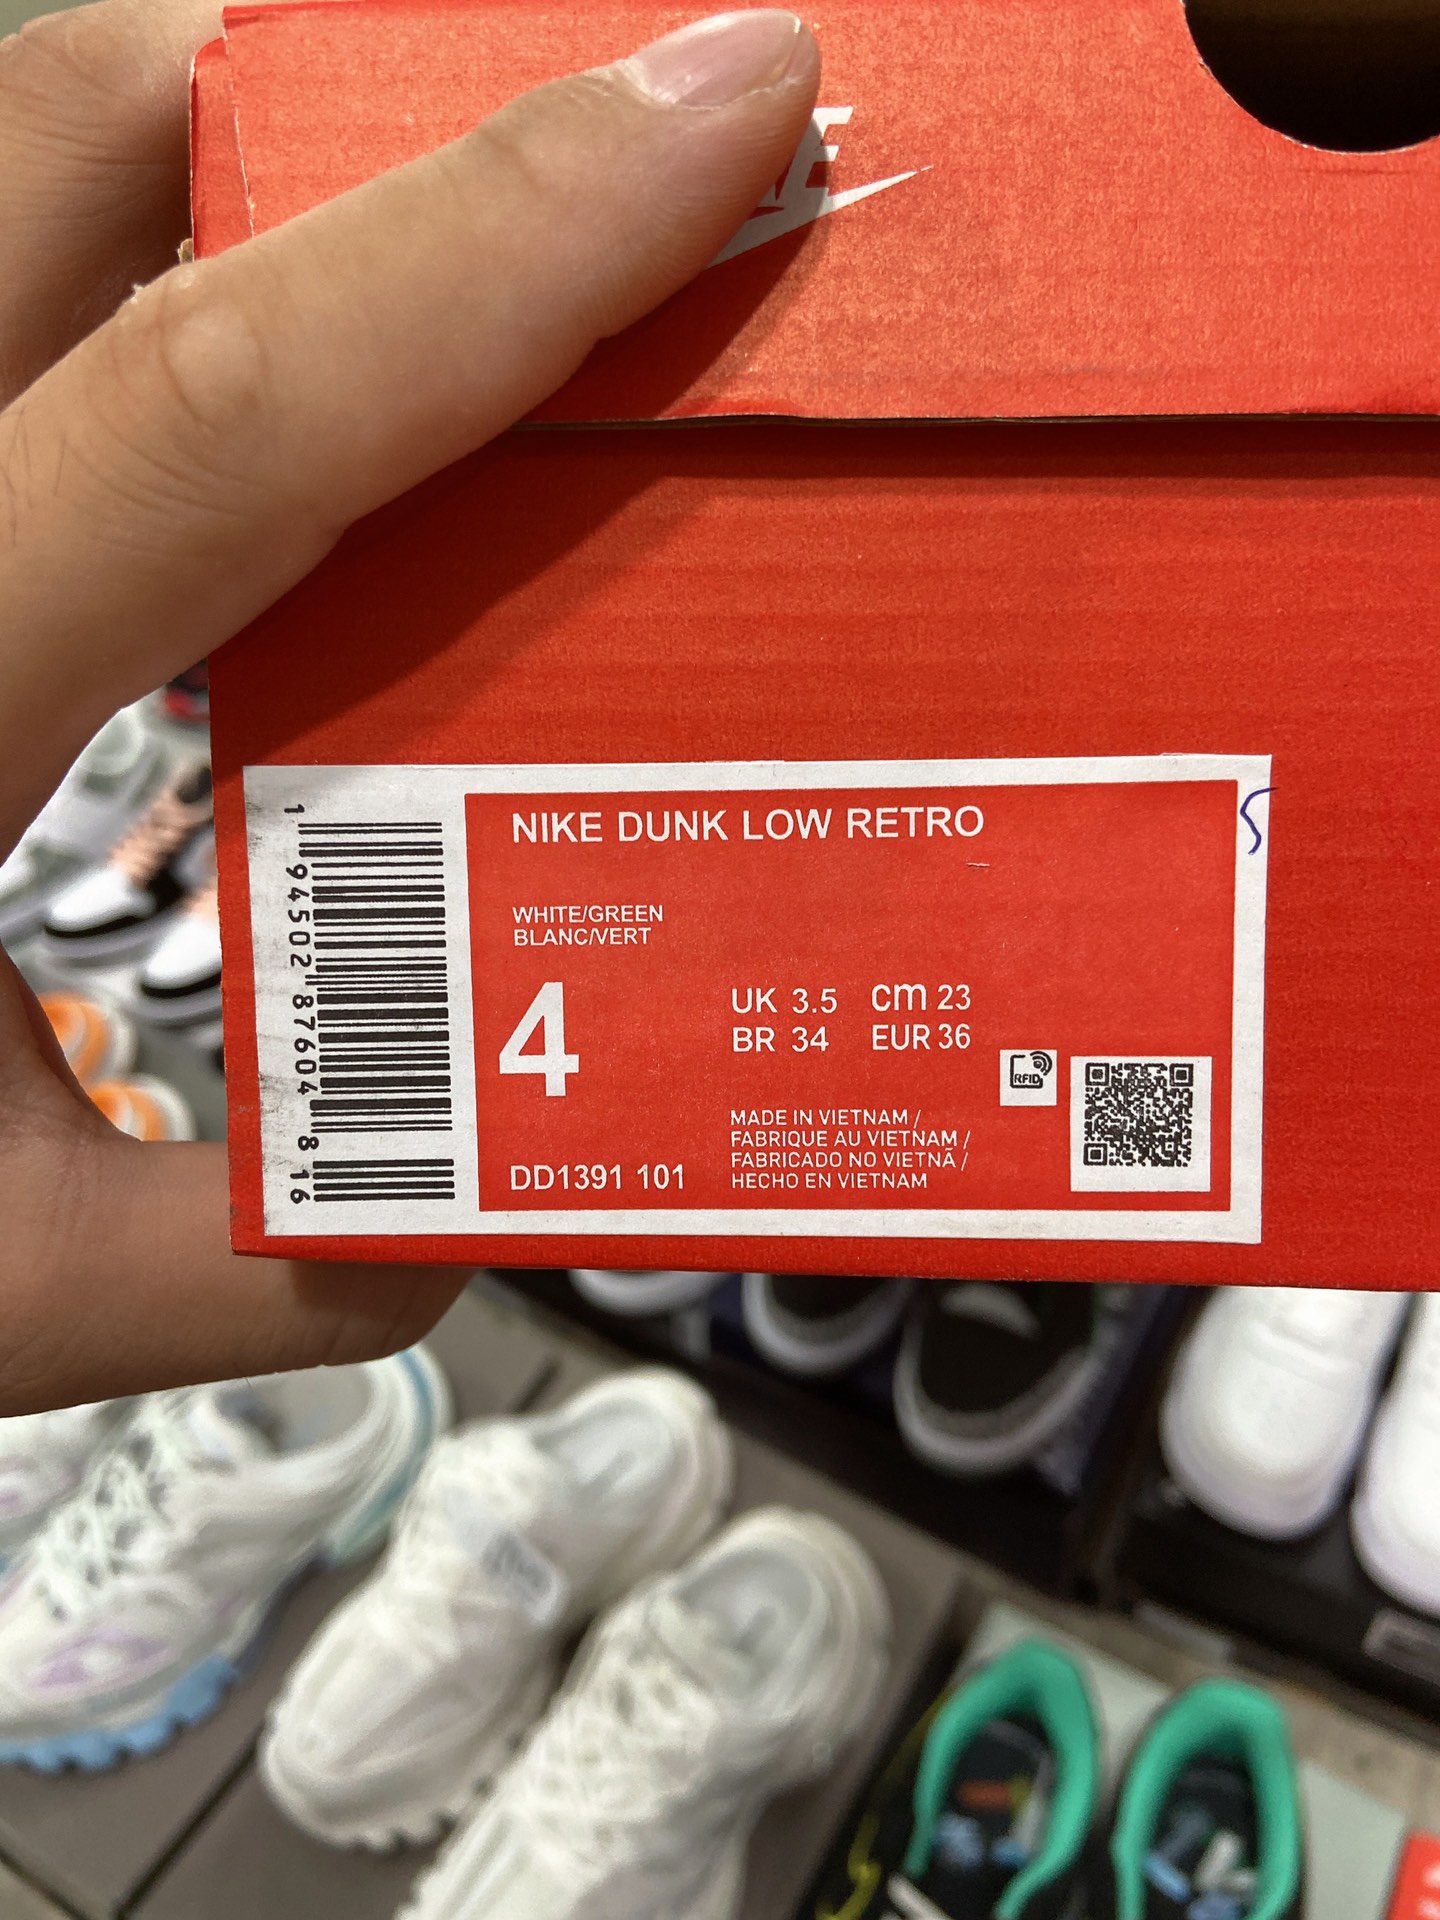 NIKE DUNK LOW RETRO
WHITE/GREEN
BLANC/VERT
4
UK 3.5 cm 23
BR 34 EUR 36
RFID
MADE IN VIETNAM /
FABRIQUE AU VIETNAM /
FABRICADO NO VIETNÃ /
HECHO EN VIETNAM
DD1391 101
1 94502 87604 8 16